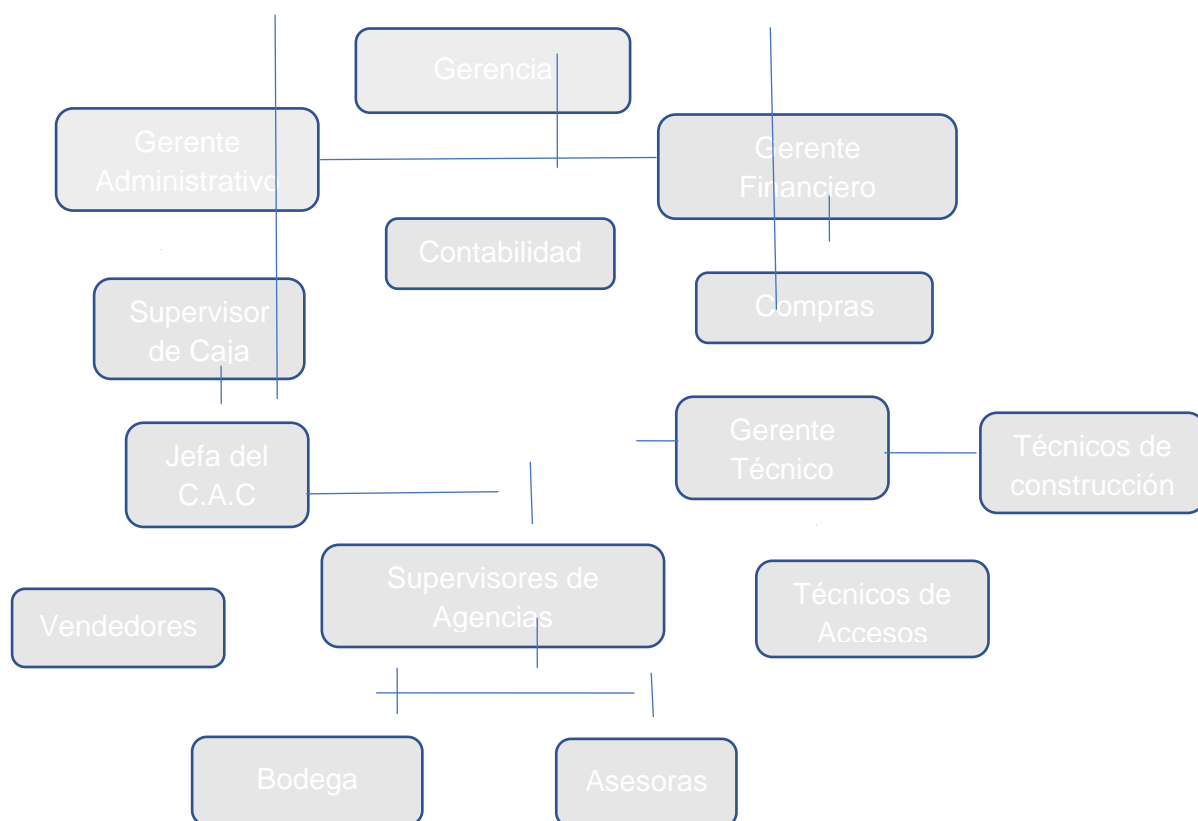 Gerencia
Gerente
Administrativo
Gerente
Financiero
Contabilidad
Supervisor
de Caja
Compras
Jefa del
C.A.C
Gerente
Técnico
Técnicos de
construcción
Supervisores de
Agencias
Técnicos de
Accesos
Vendedores
Bodega
Asesoras